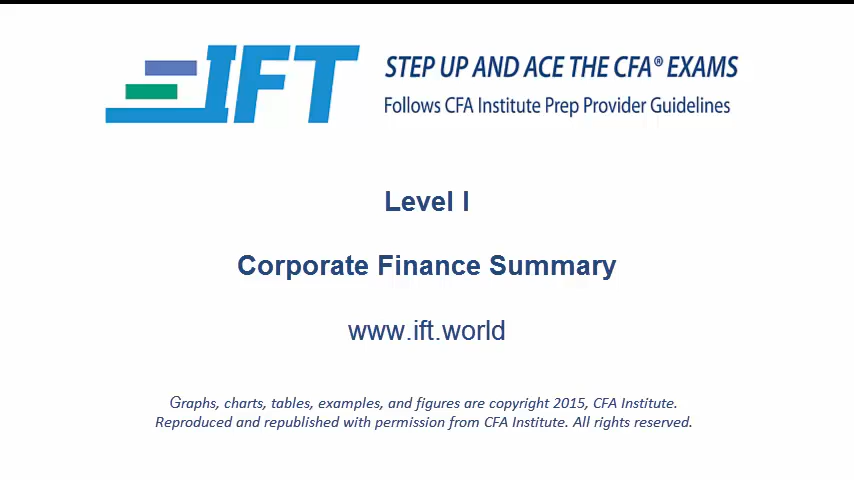 IFT
STEP UP AND ACE THE CFA® EXAMS
Follows CFA Institute Prep Provider Guidelines
Level I
Corporate Finance Summary
www.ift.world
Graphs, charts, tables, examples, and figures are copyright 2015, CFA Institute.
Reproduced and republished with permission from CFA Institute. All rights reserved.